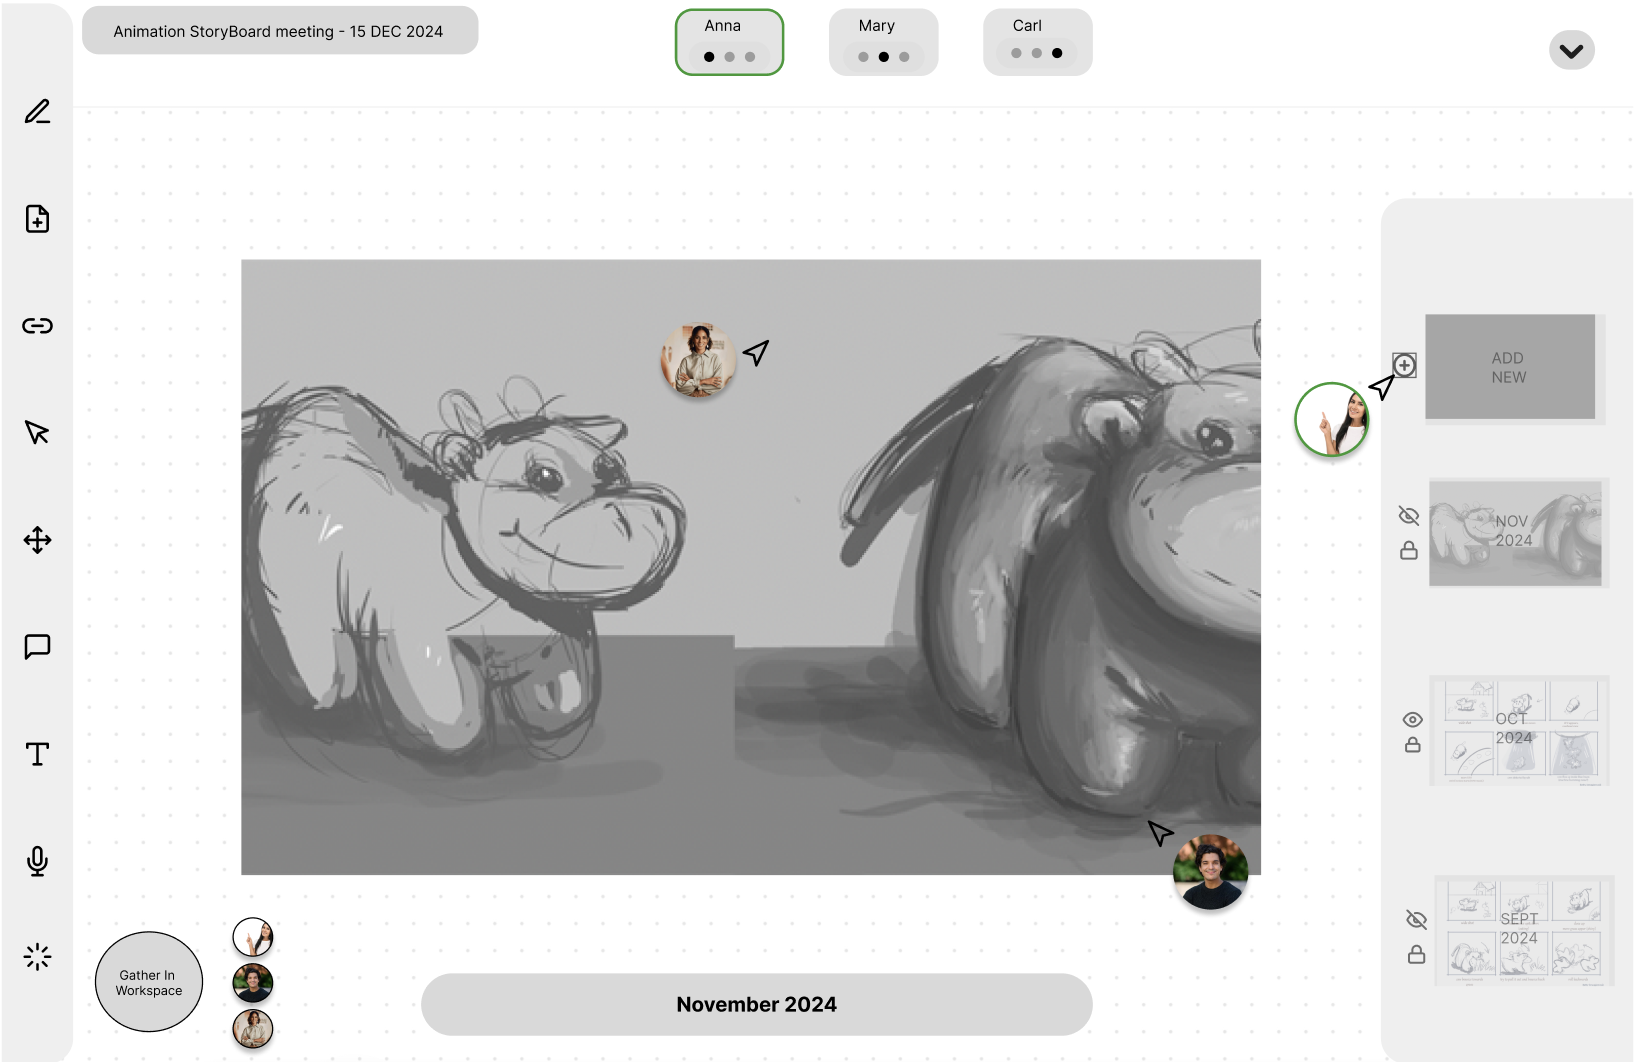 Animation StoryBoard meeting - 15 DEC 2024
Anna
Mary
Carl
ADD
NEW
NOV
2024
OCT
2024
SEPT
2024
Gather In
Workspace
November 2024